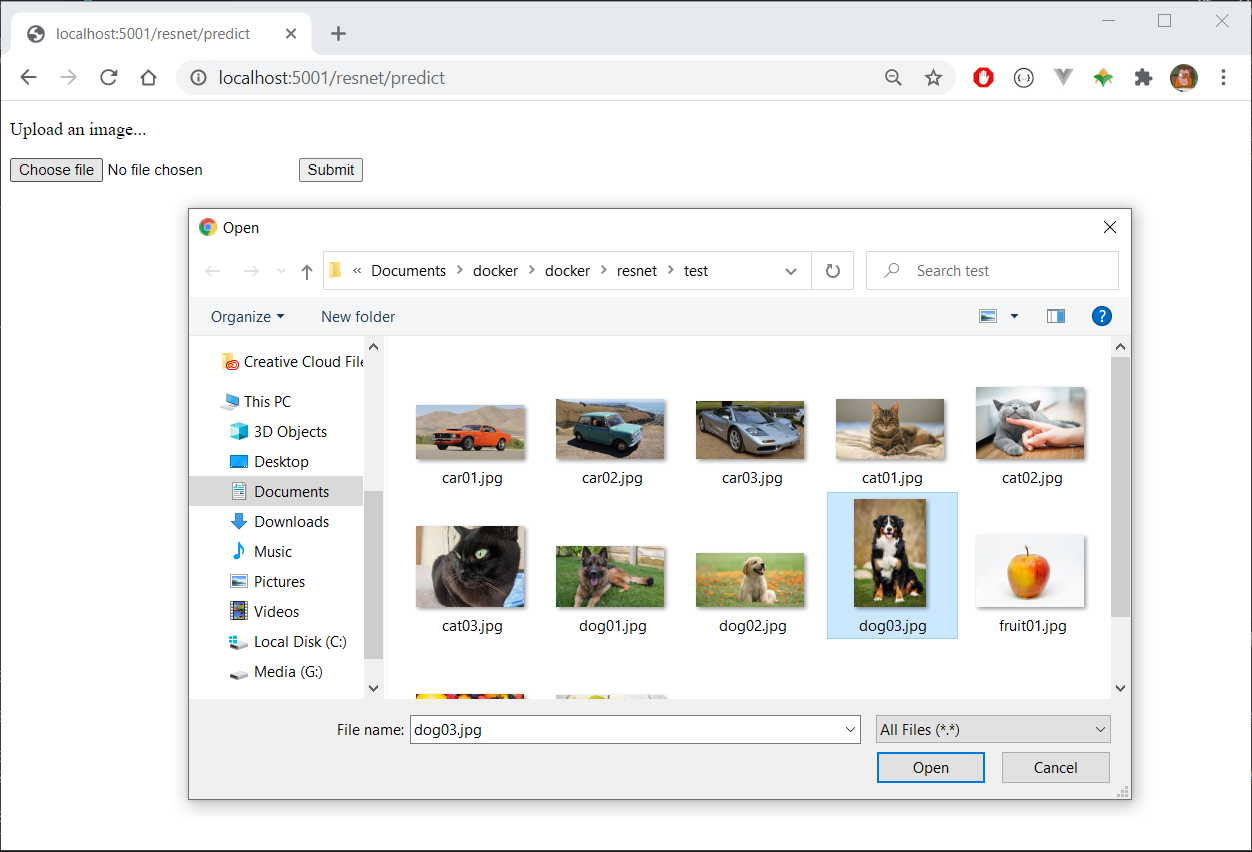 localhost:5001/resnet/predict
localhost:5001/resnet/predict
Upload an image...
Choose file No file chosen Submit
Open
« Documents > docker > docker > resnet > test
Search test
Organize New folder
?
Creative Cloud File
This PC
3D Objects
Desktop
Documents
Downloads
Music
Pictures
Videos
Local Disk (C:)
Media (G:)
car01.jpg car02.jpg car03.jpg cat01.jpg cat02.jpg
cat03.jpg dog01.jpg dog02.jpg dog03.jpg fruit01.jpg
File name: dog03.jpg All Files (*.*)
Open Cancel